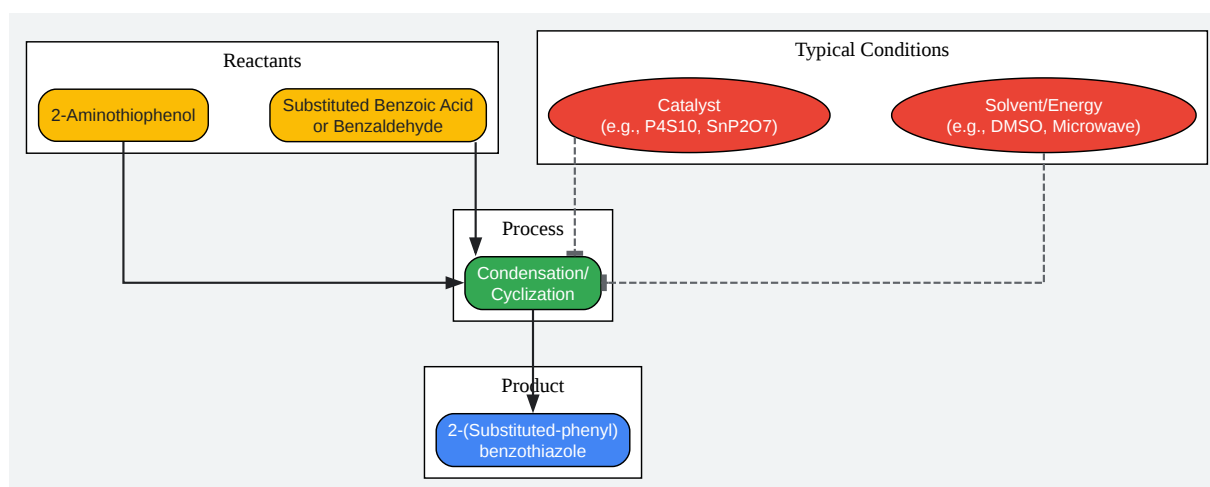 Reactants
2-Aminothiophenol
Substituted Benzoic Acid
or Benzaldehyde
Typical Conditions
Catalyst
(e.g., P4S10, SnP2O7)
Solvent/Energy
(e.g., DMSO, Microwave)
Process
Condensation/
Cyclization
Product
2-(Substituted-phenyl)
benzothiazole